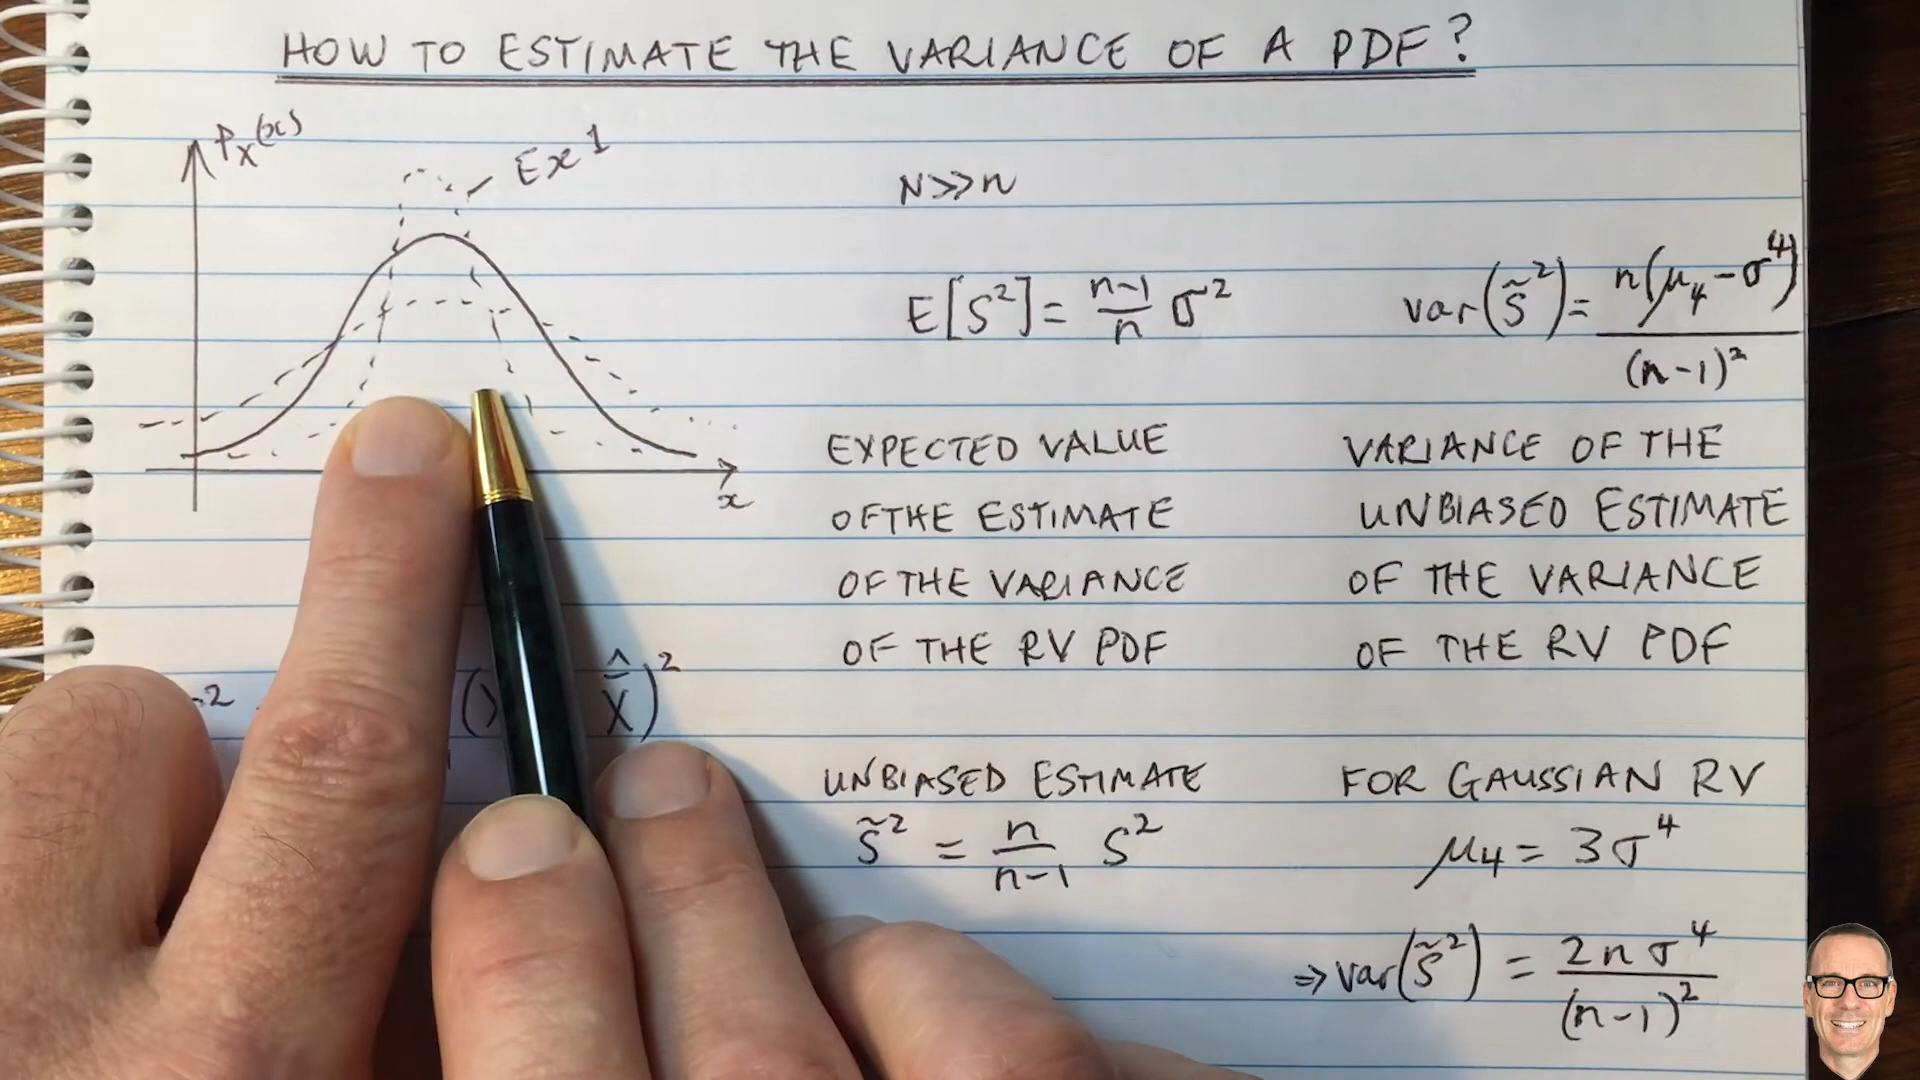 HOW TO ESTIMATE THE VARIANCE OF A PDF?
Pₓ(x)
Ex 1
x
N>>n
E[S²] = (n-1)/n σ²
var(S̃²) = n(μ₄ - σ⁴)/(n-1)²
EXPECTED VALUE
OF THE ESTIMATE
OF THE VARIANCE
OF THE RV PDF
VARIANCE OF THE
UNBIASED ESTIMATE
OF THE VARIANCE
OF THE RV PDF
X̂̄)²
UNBIASED ESTIMATE
S̃² = n/(n-1) S²
FOR GAUSSIAN RV
μ₄ = 3σ⁴
⇒ var(S̃²) = 2nσ⁴/(n-1)²